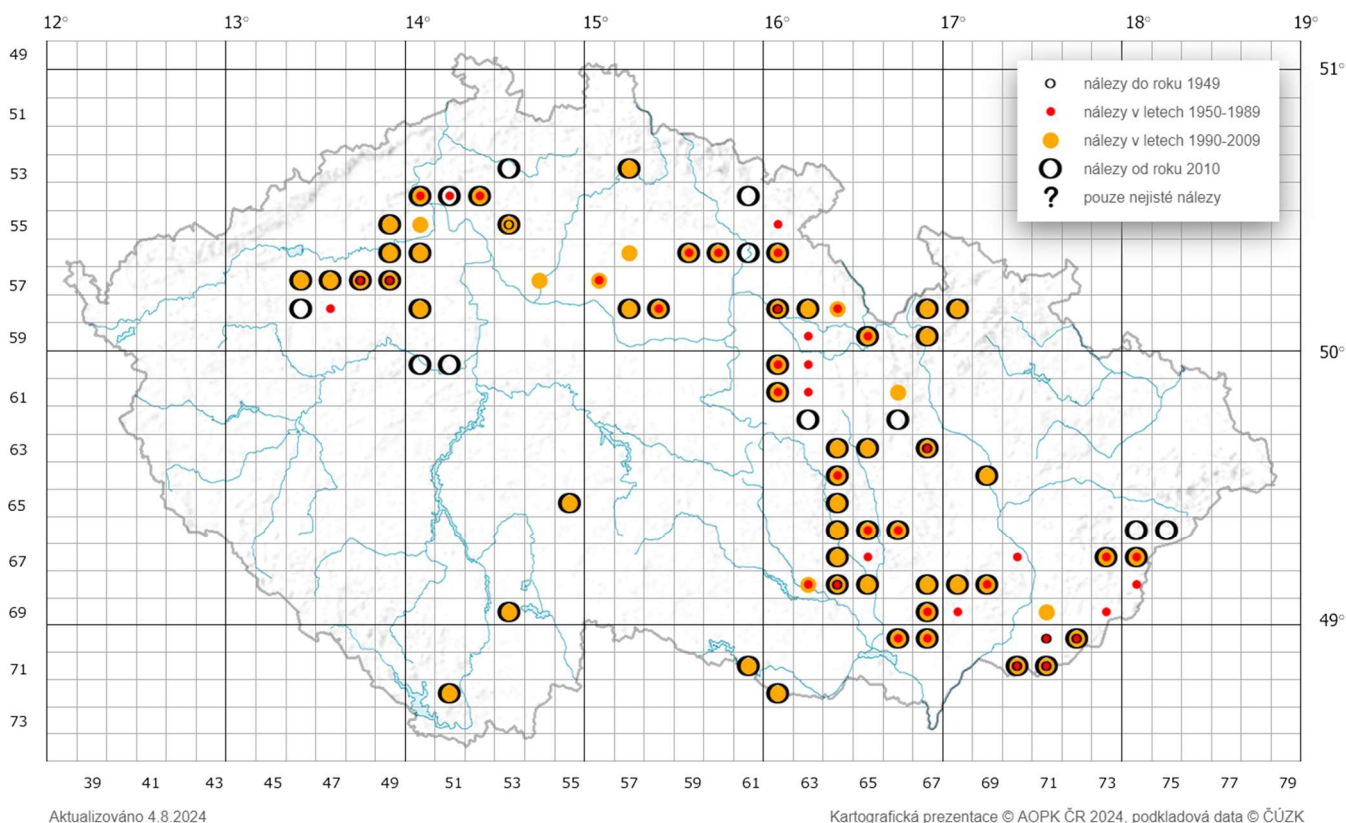 12° 13° 14° 15° 16° 17° 18° 19°
49
51°
nálezy do roku 1949
51
nálezy v letech 1950-1989
nálezy v letech 1990-2009
53
nálezy od roku 2010
? pouze nejisté nálezy
55
57
59
50°
61
63
65
67
69
49°
71
73
39 41 43 45 47 49 51 53 55 57 59 61 63 65 67 69 71 73 75 77 79
Aktualizováno 4.8.2024
Kartografická prezentace © AOPK ČR 2024, podkladová data © ČÚZK